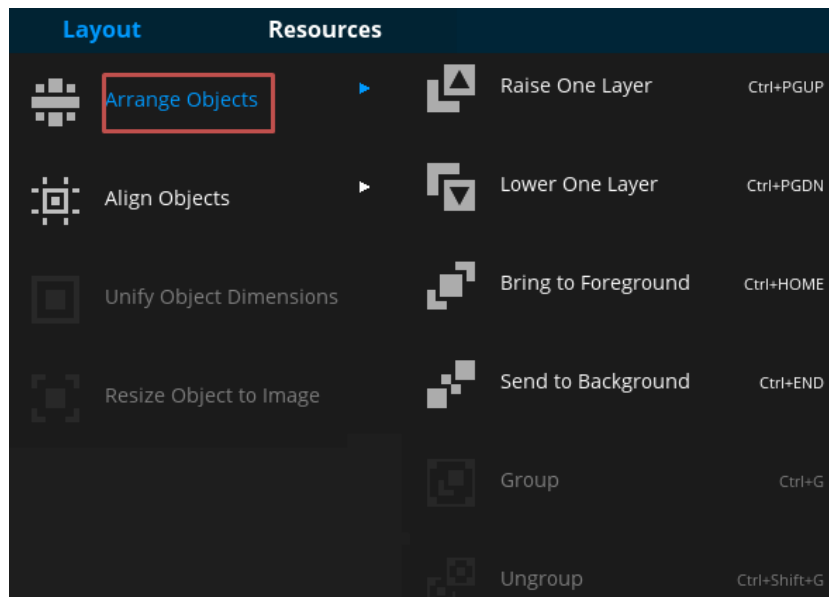 Layout Resources
Arrange Objects
Align Objects
Unify Object Dimensions
Resize Object to Image
Raise One Layer Ctrl+PGUP
Lower One Layer Ctrl+PGDN
Bring to Foreground Ctrl+HOME
Send to Background Ctrl+END
Group Ctrl+G
Ungroup Ctrl+Shift+G